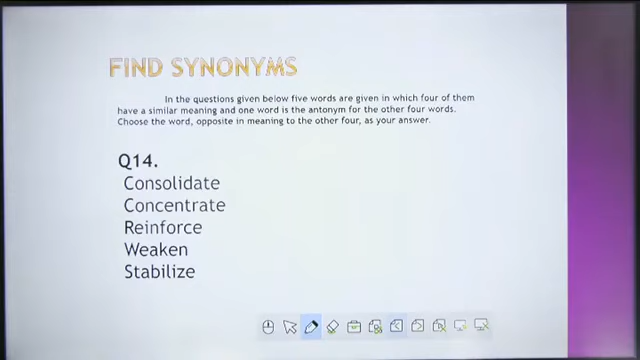 FIND SYNONYMS
In the questions given below five words are given in which four of them
have a similar meaning and one word is the antonym for the other four words.
Choose the word, opposite in meaning to the other four, as your answer.
Q14.
Consolidate
Concentrate
Reinforce
Weaken
Stabilize